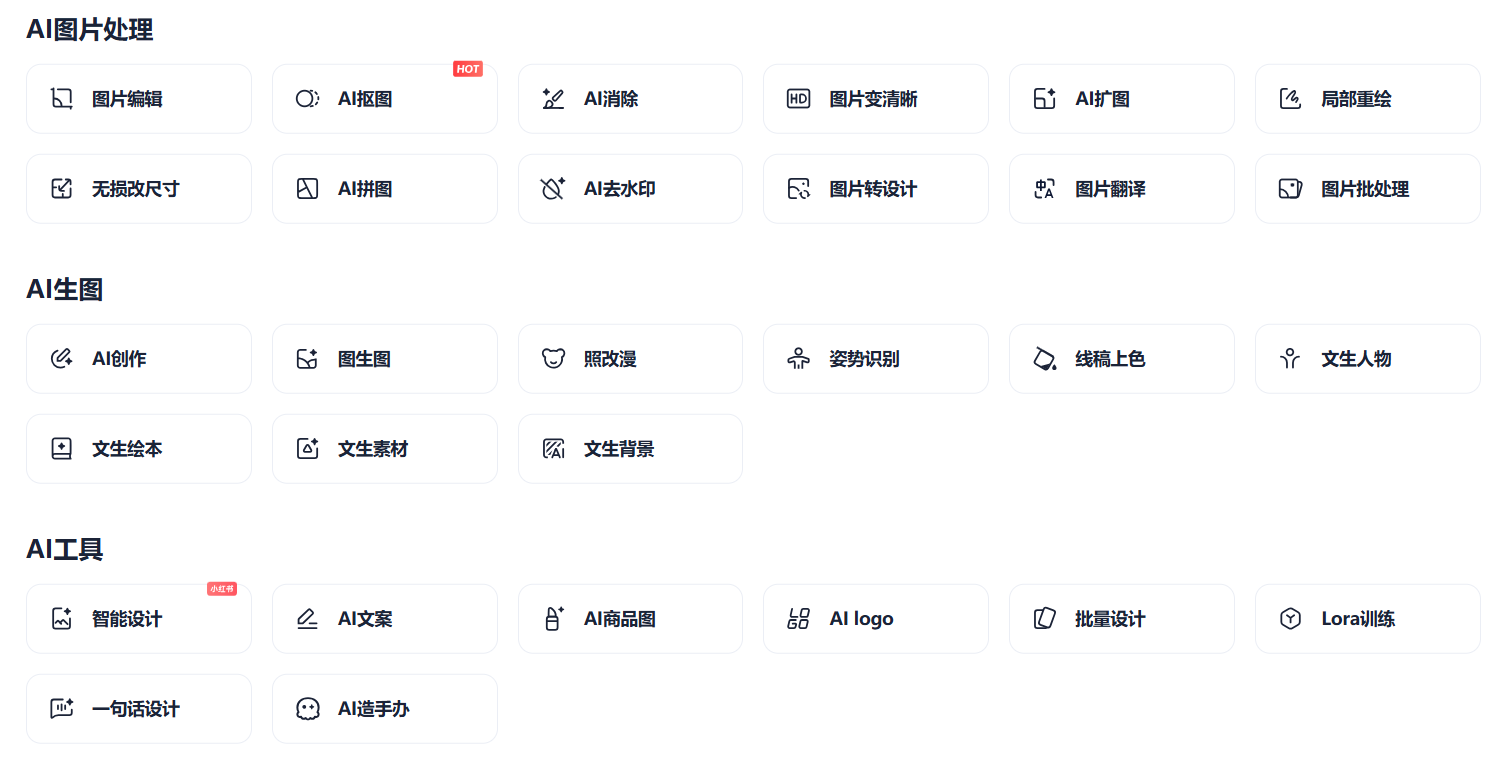 AI图片处理
HOT
图片编辑 AI抠图 AI消除 图片变清晰 AI扩图 局部重绘
无损改尺寸 AI拼图 AI去水印 图片转设计 图片翻译 图片批处理
AI生图
AI创作 图生图 照改漫 姿势识别 线稿上色 文生人物
文生绘本 文生素材 文生背景
AI工具
小红书
智能设计 AI文案 AI商品图 AI logo 批量设计 Lora训练
一句话设计 AI造手办